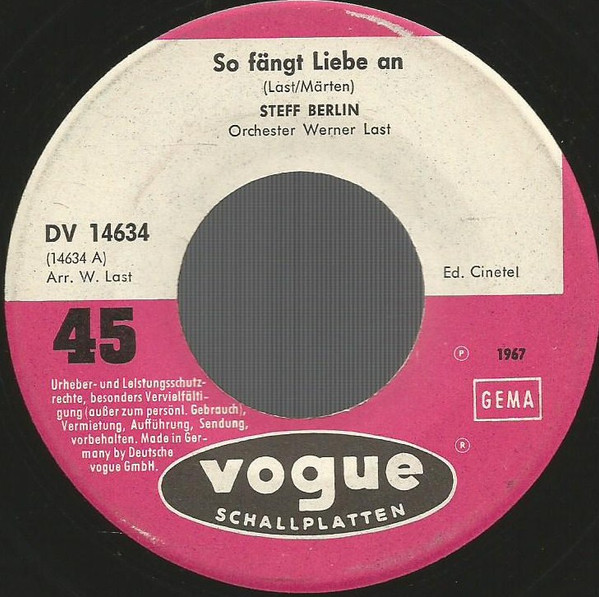 So fängt Liebe an
(Last/Märten)
STEFF BERLIN
Orchester Werner Last
DV 14634
(14634 A)
Arr. W. Last
Ed. Cinetel
45
℗ 1967
GEMA
Urheber- und Leistungsschutz-
rechte, besonders Vervielfälti-
gung (außer zum persönl. Gebrauch),
Vermietung, Aufführung, Sendung,
vorbehalten. Made in Ger-
many by Deutsche
vogue GmbH.
®
vogue
SCHALLPLATTEN